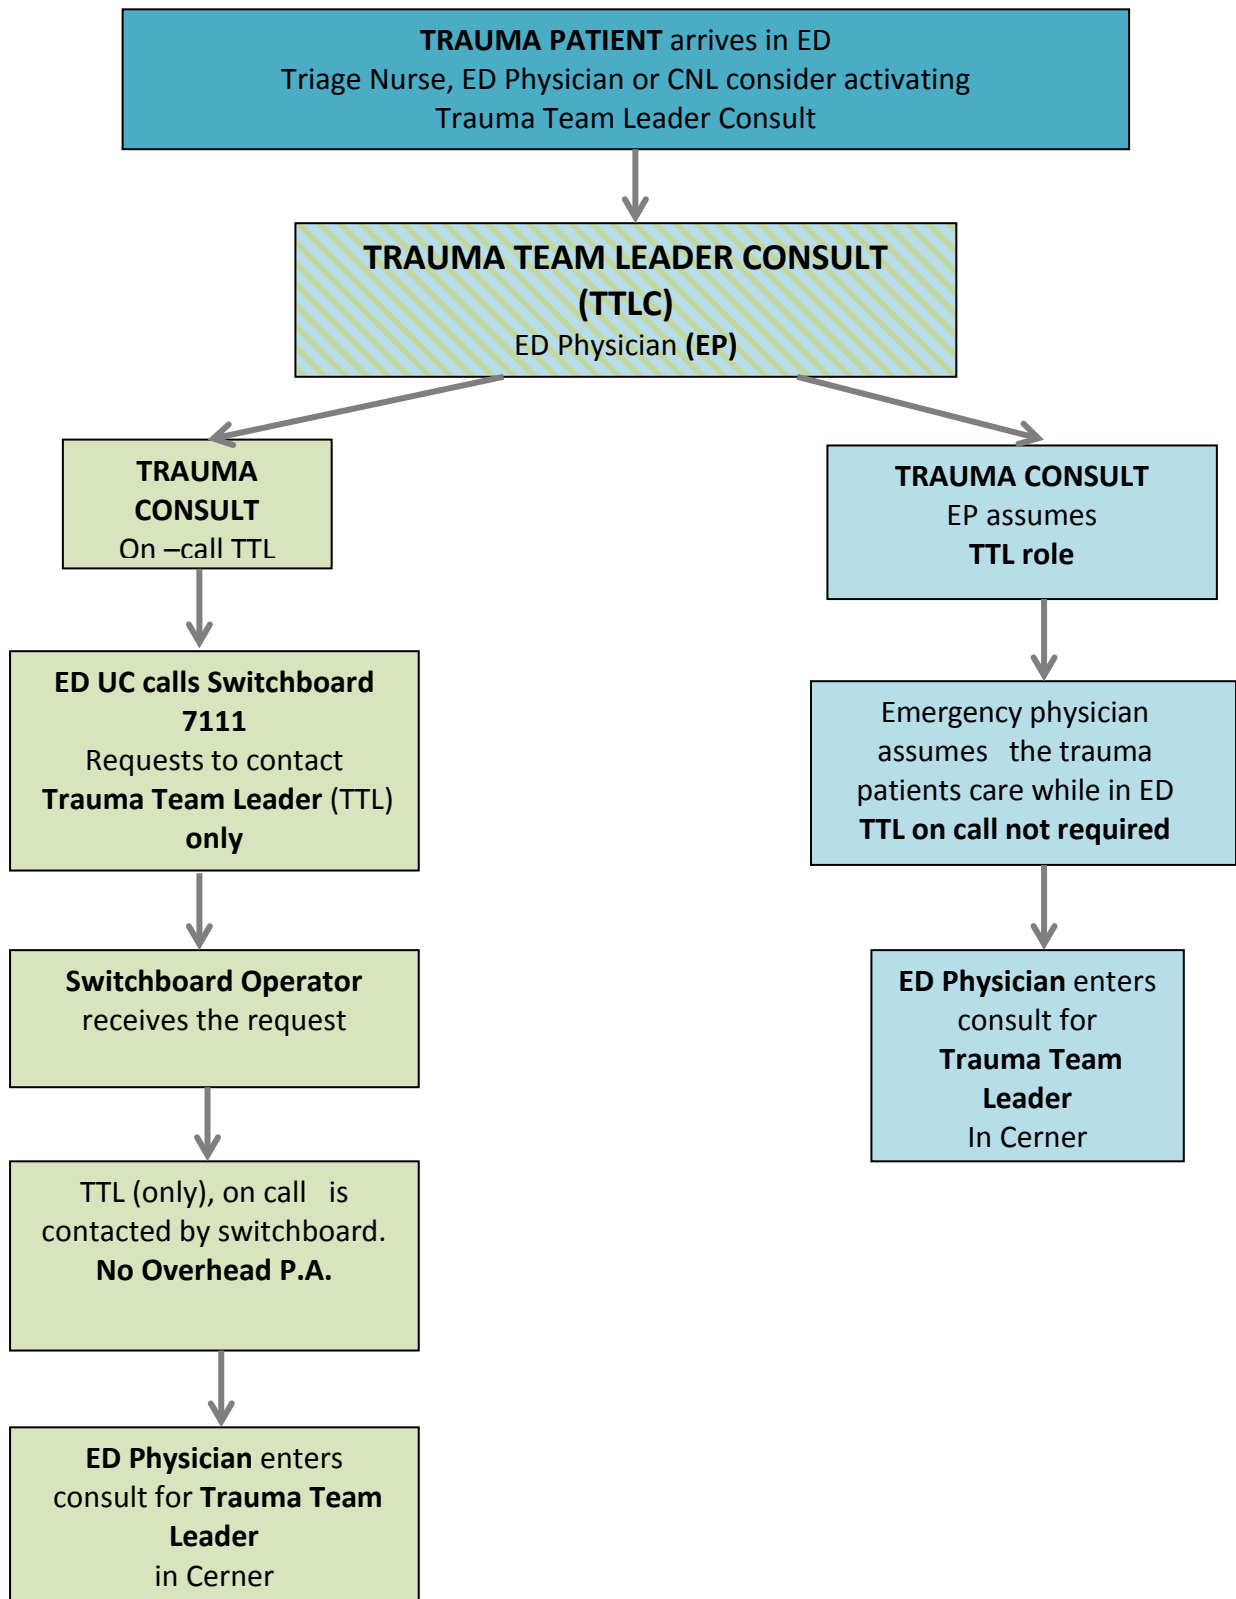 TRAUMA PATIENT arrives in ED
Triage Nurse, ED Physician or CNL consider activating
Trauma Team Leader Consult
TRAUMA TEAM LEADER CONSULT
(TTLC)
ED Physician (EP)
TRAUMA
CONSULT
On –call TTL
ED UC calls Switchboard
7111
Requests to contact
Trauma Team Leader (TTL)
only
Switchboard Operator
receives the request
TTL (only), on call is
contacted by switchboard.
No Overhead P.A.
ED Physician enters
consult for Trauma Team
Leader
in Cerner
TRAUMA CONSULT
EP assumes
TTL role
Emergency physician
assumes the trauma
patients care while in ED
TTL on call not required
ED Physician enters
consult for
Trauma Team
Leader
In Cerner